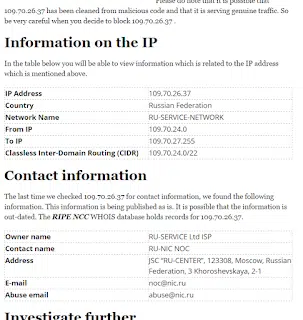 Please do note that it is possible that
109.70.26.37 has been cleaned from malicious code and that it is serving genuine traffic. So
be very careful when you decide to block 109.70.26.37 .
Information on the IP
In the table below you will be able to view information which is related to the IP address
which is mentioned above.
IP Address 109.70.26.37
Country Russian Federation
Network Name RU-SERVICE-NETWORK
From IP 109.70.24.0
To IP 109.70.27.255
Classless Inter-Domain Routing (CIDR) 109.70.24.0/22
Contact information
The last time we checked 109.70.26.37 for contact information, we found the following
information. This information is being published as is. It is possible that the information is
out-dated. The RIPE NCC WHOIS database holds records for 109.70.26.37.
Owner name RU-SERVICE Ltd ISP
Contact name RU-NIC NOC
Address JSC "RU-CENTER", 123308, Moscow, Russian
Federation, 3 Khoroshevskaya, 2-1
E-mail noc@nic.ru
Abuse email abuse@nic.ru
Investigate further